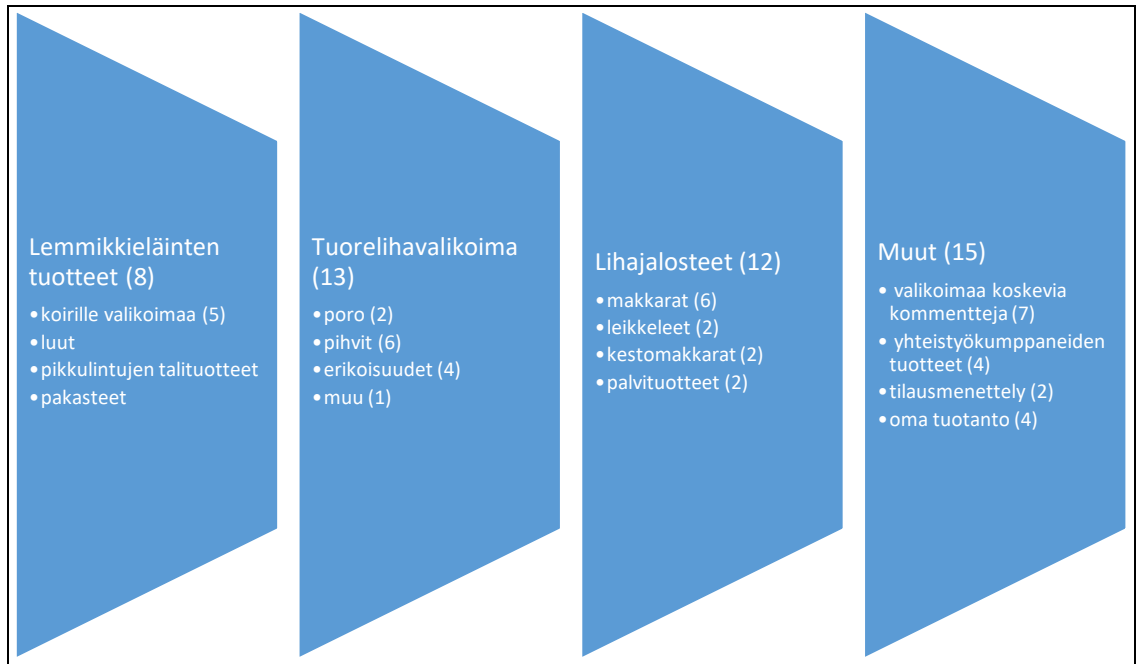 Lemmikkieläinten
tuotteet (8)
•koirille valikoimaa (5)
•luut
•pikkulintujen talituotteet
•pakasteet
Tuorelihavalikoima
(13)
•poro (2)
•pihvit (6)
•erikoisuudet (4)
•muu (1)
Lihajalosteet (12)
•makkarat (6)
•leikkeleet (2)
•kestomakkarat (2)
•palvituotteet (2)
Muut (15)
• valikoimaa koskevia
kommentteja (7)
• yhteistyökumppaneiden
tuotteet (4)
•tilausmenettely (2)
•oma tuotanto (4)